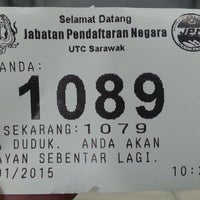 Selamat Datang
Jabatan Pendaftaran Negara
UTC Sarawak
ANDA:
1089
SEKARANG: 1079
DUDUK. ANDA AKAN
SEBENTAR LAGI.
01/2015 10: